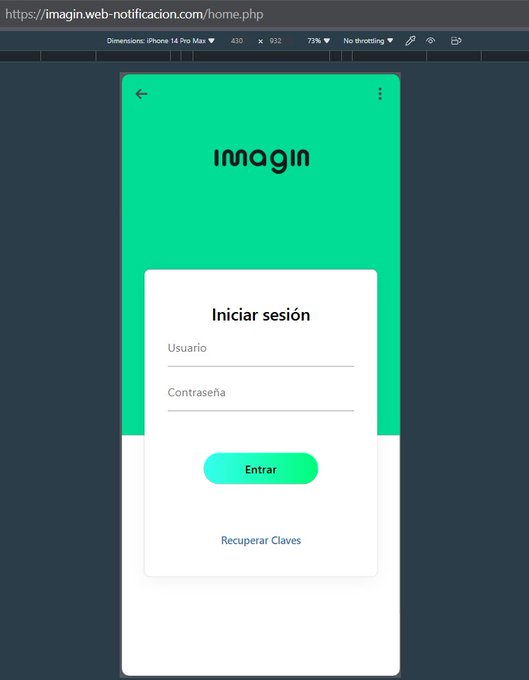 https://imagin.web-notificacion.com/home.php
Dimensions: iPhone 14 Pro Max ▼ 430 × 932 73% ▼ No throttling ▼
imagin
Iniciar sesión
Usuario
Contraseña
Entrar
Recuperar Claves